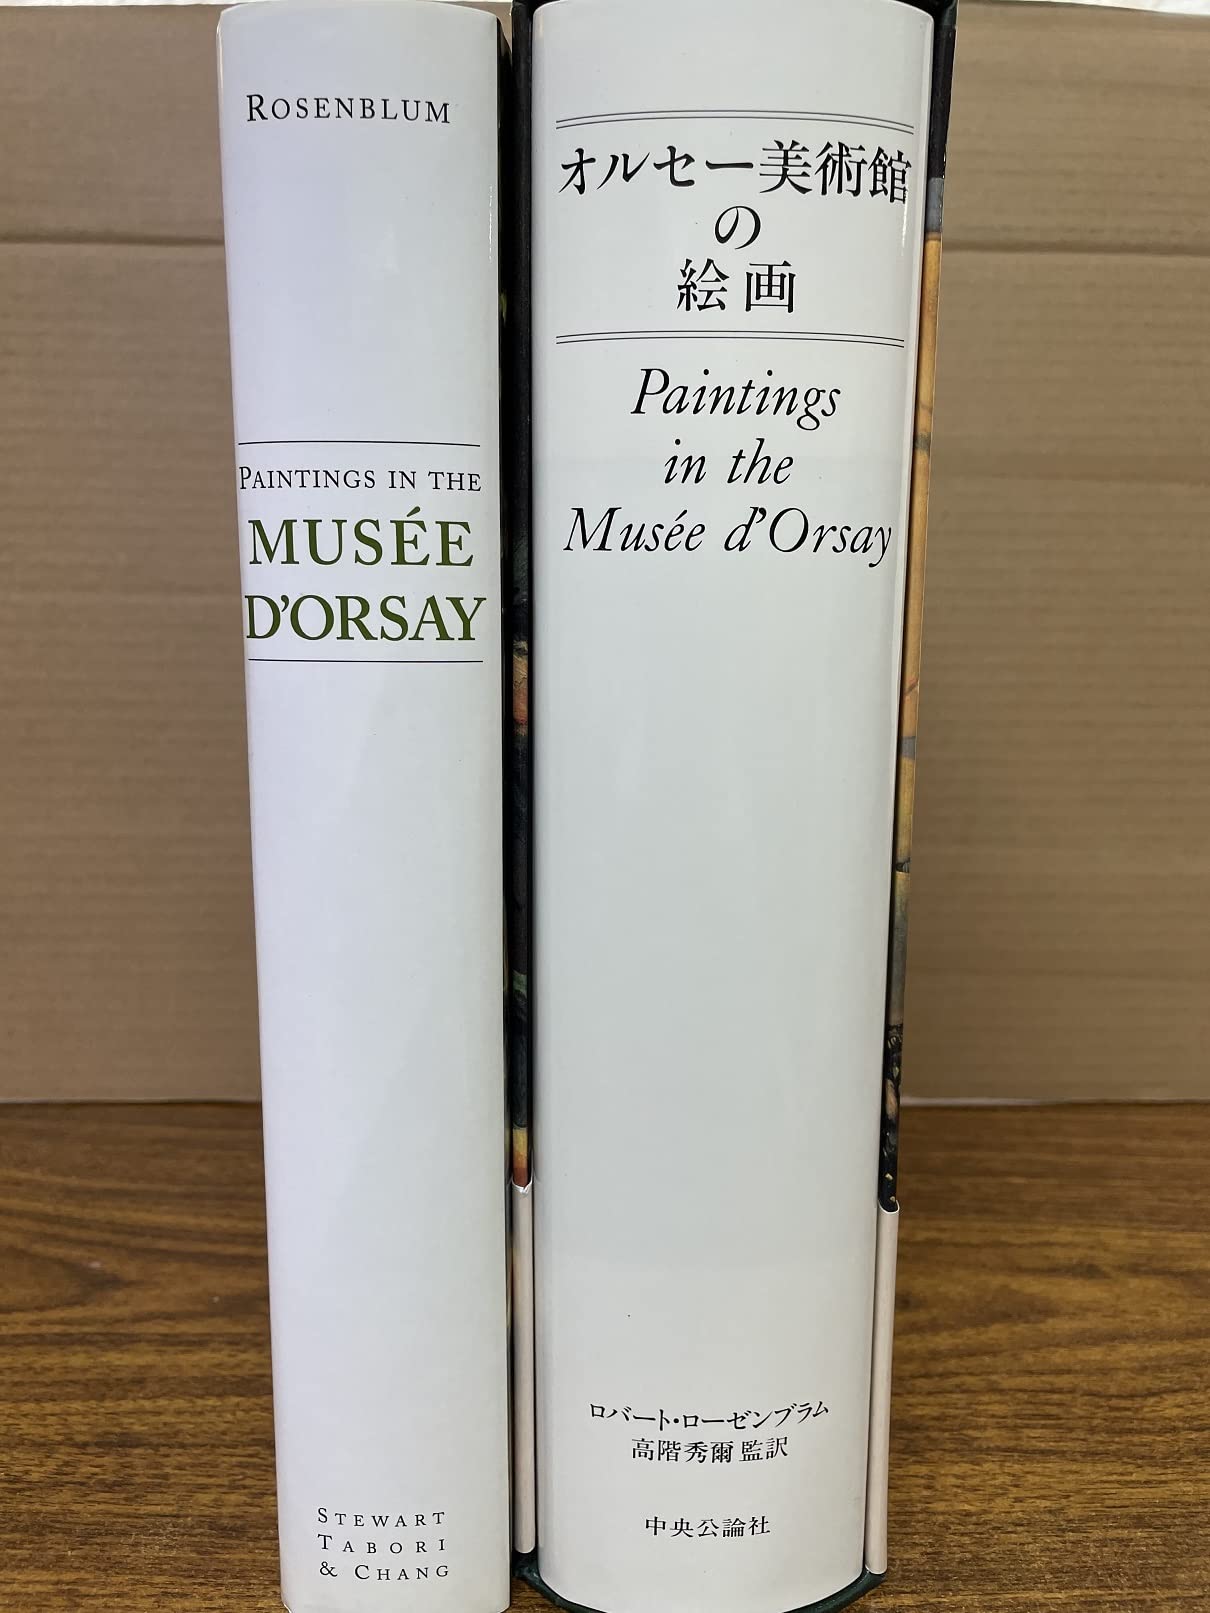 ROSENBLUM
PAINTINGS IN THE
MUSÉE
D'ORSAY
STEWART
TABORI
& CHANG
オルセー美術館
の
絵画
Paintings
in the
Musée d'Orsay
ロバート・ローゼンブラム
高階秀爾 監訳
中央公論社